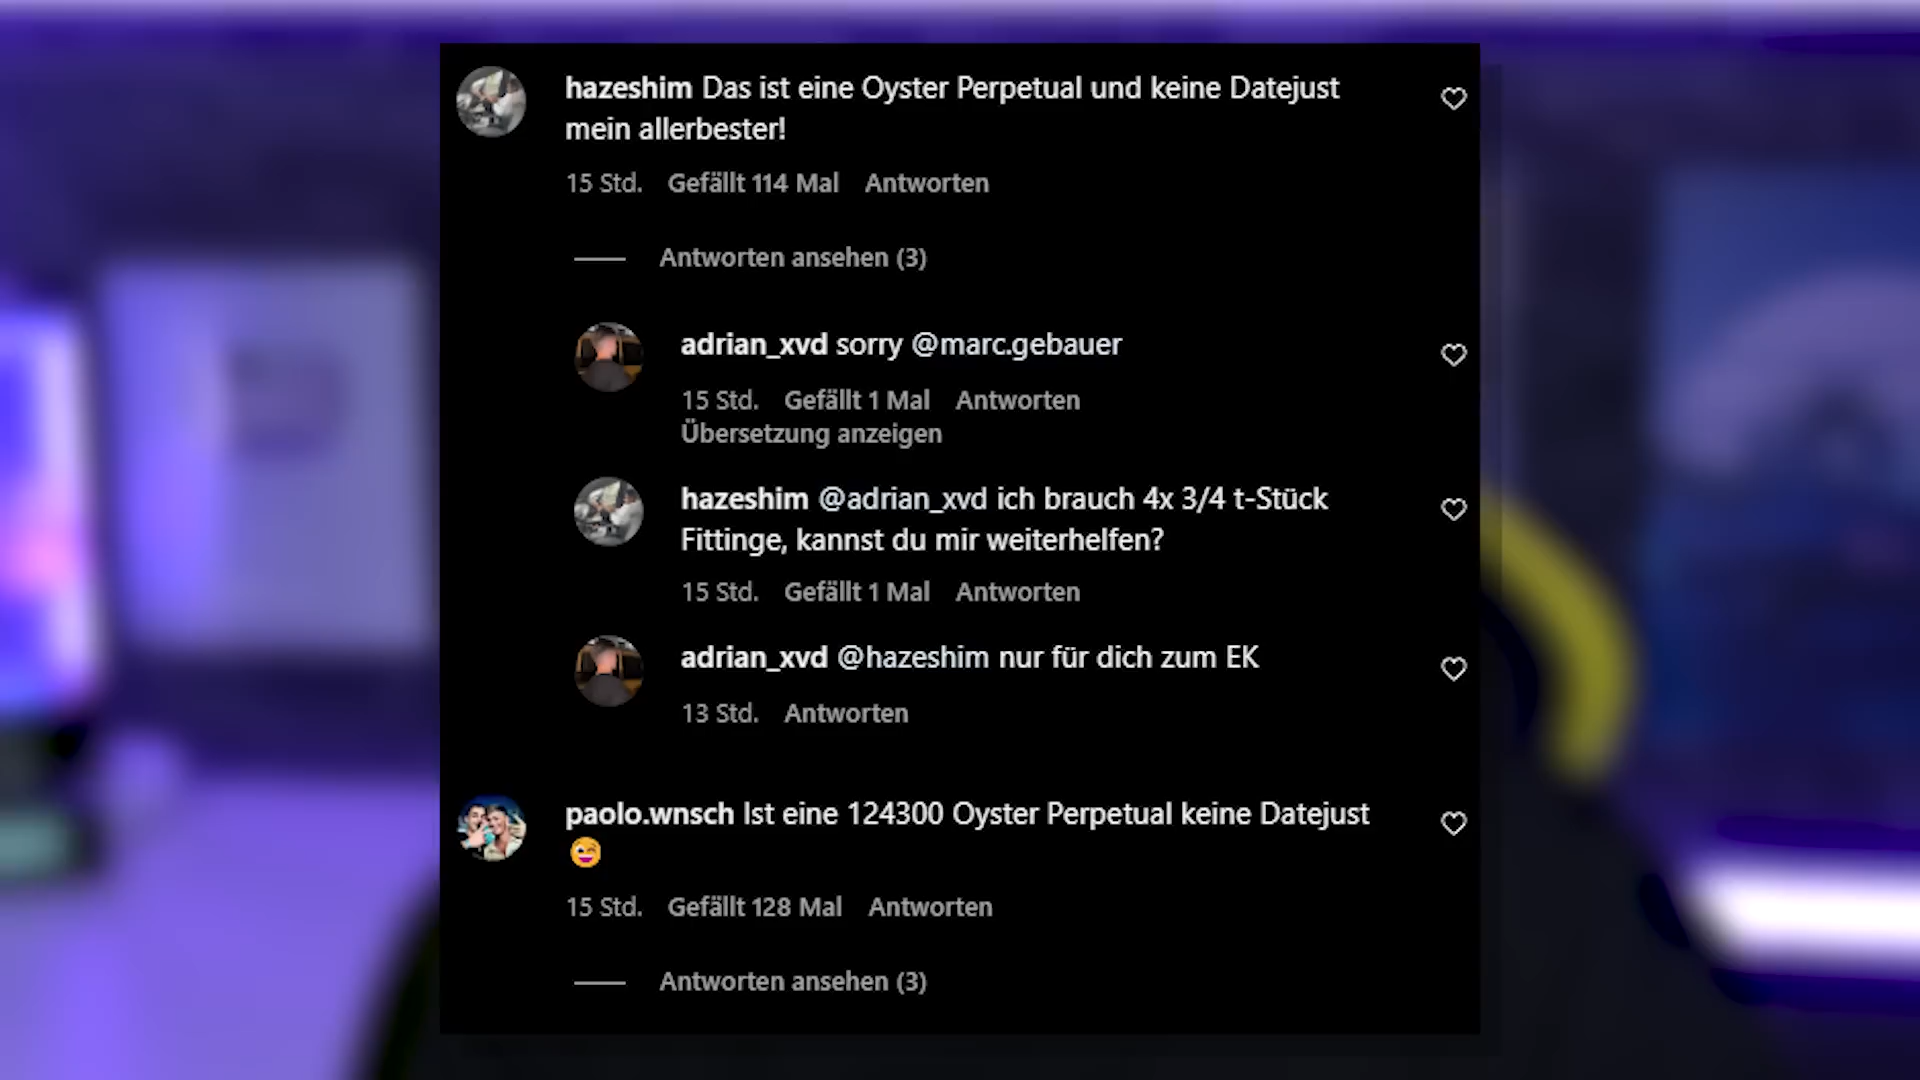 hazeshim Das ist eine Oyster Perpetual und keine Datejust
mein allerbester!
15 Std. Gefällt 114 Mal Antworten
Antworten ansehen (3)
adrian_xvd sorry @marc.gebauer
15 Std. Gefällt 1 Mal Antworten
Übersetzung anzeigen
hazeshim @adrian_xvd ich brauch 4x 3/4 t-Stück
Fittinge, kannst du mir weiterhelfen?
15 Std. Gefällt 1 Mal Antworten
adrian_xvd @hazeshim nur für dich zum EK
13 Std. Antworten
paolo.wnsch Ist eine 124300 Oyster Perpetual keine Datejust
😉
15 Std. Gefällt 128 Mal Antworten
Antworten ansehen (3)